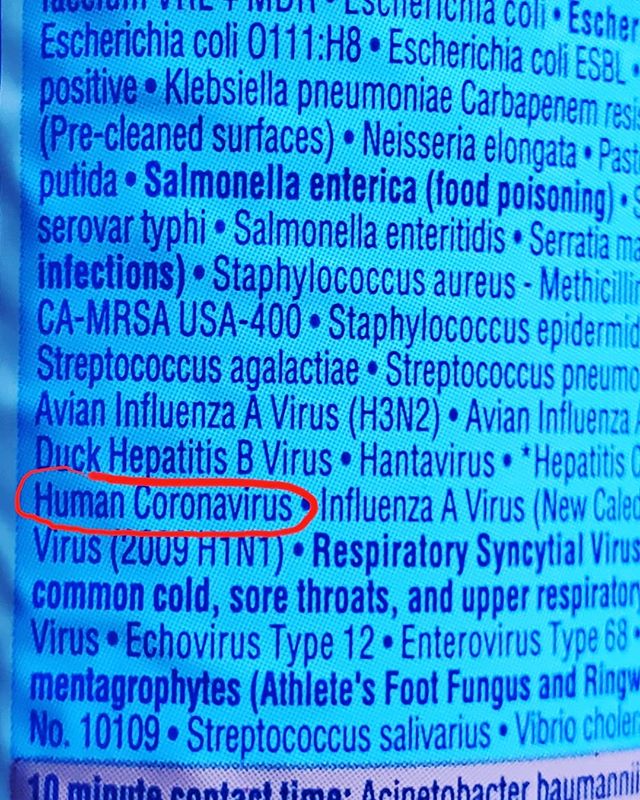 VRE + MDR • Escherichia coli • Escher
Escherichia coli O111:H8 • Escherichia coli ESBL •
positive • Klebsiella pneumoniae Carbapenem resis
(Pre-cleaned surfaces) • Neisseria elongata • Past
putida • Salmonella enterica (food poisoning) •
serovar typhi • Salmonella enteritidis • Serratia ma
infections) • Staphylococcus aureus - Methicillin
CA-MRSA USA-400 • Staphylococcus epidermid
Streptococcus agalactiae • Streptococcus pneumo
Avian Influenza A Virus (H3N2) • Avian Influenza A
Duck Hepatitis B Virus • Hantavirus • *Hepatitis C
Human Coronavirus • Influenza A Virus (New Caled
Virus (2009 H1N1) • Respiratory Syncytial Virus
common cold, sore throats, and upper respirator
Virus • Echovirus Type 12 • Enterovirus Type 68 •
mentagrophytes (Athlete's Foot Fungus and Ringw
No. 10109 • Streptococcus salivarius • Vibrio choler
10 minute contact time: Acinetobacter baumannii